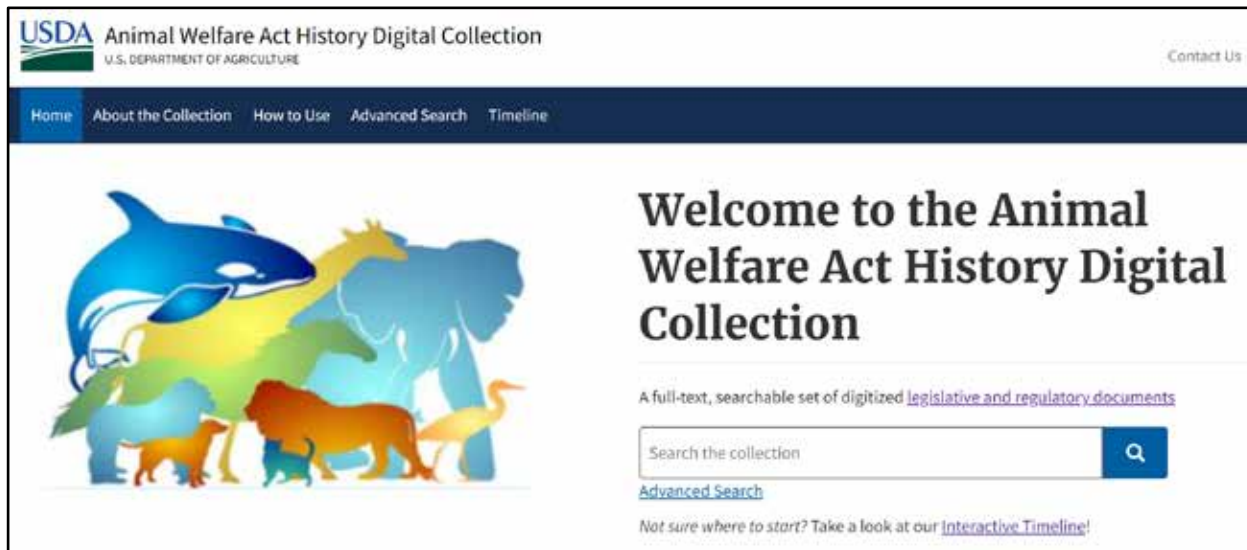 USDA
Animal Welfare Act History Digital Collection
U.S. DEPARTMENT OF AGRICULTURE
Contact Us
Home About the Collection How to Use Advanced Search Timeline
Welcome to the Animal
Welfare Act History Digital
Collection
A full-text, searchable set of digitized legislative and regulatory documents
Search the collection
Advanced Search
Not sure where to start? Take a look at our Interactive Timeline!